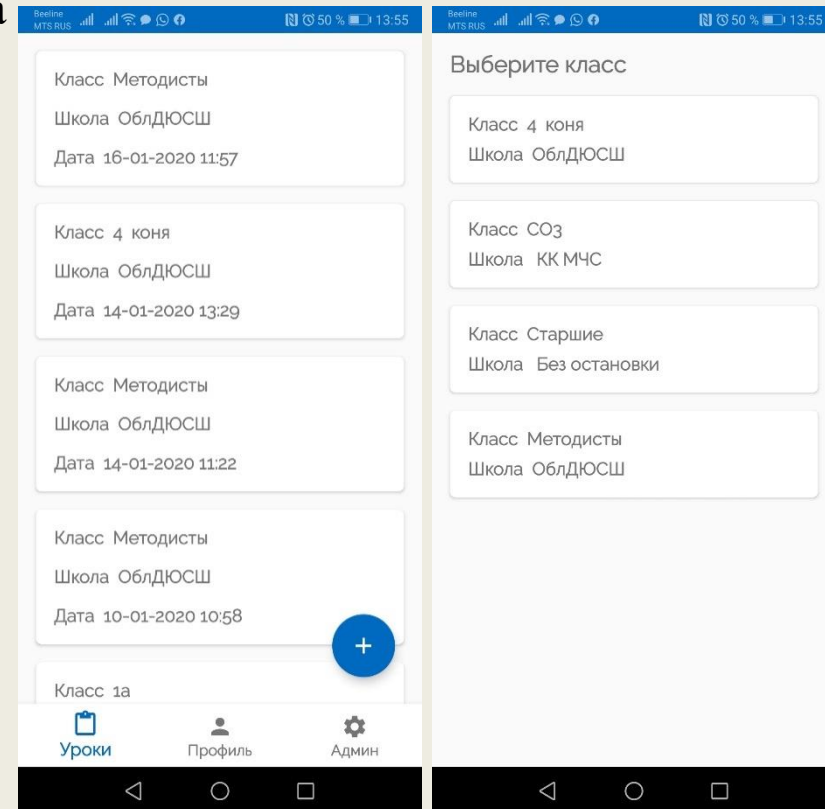 а
Beeline
MTS RUS 50 % 13:55
Класс Методисты
Школа ОблДЮСШ
Дата 16-01-2020 11:57
Класс 4 коня
Школа ОблДЮСШ
Дата 14-01-2020 13:29
Класс Методисты
Школа ОблДЮСШ
Дата 14-01-2020 11:22
Класс Методисты
Школа ОблДЮСШ
Дата 10-01-2020 10:58
+
Класс 1а
Уроки Профиль Админ
Beeline
MTS RUS 50 % 13:55
Выберите класс
Класс 4 коня
Школа ОблДЮСШ
Класс СО3
Школа КК МЧС
Класс Старшие
Школа Без остановки
Класс Методисты
Школа ОблДЮСШ